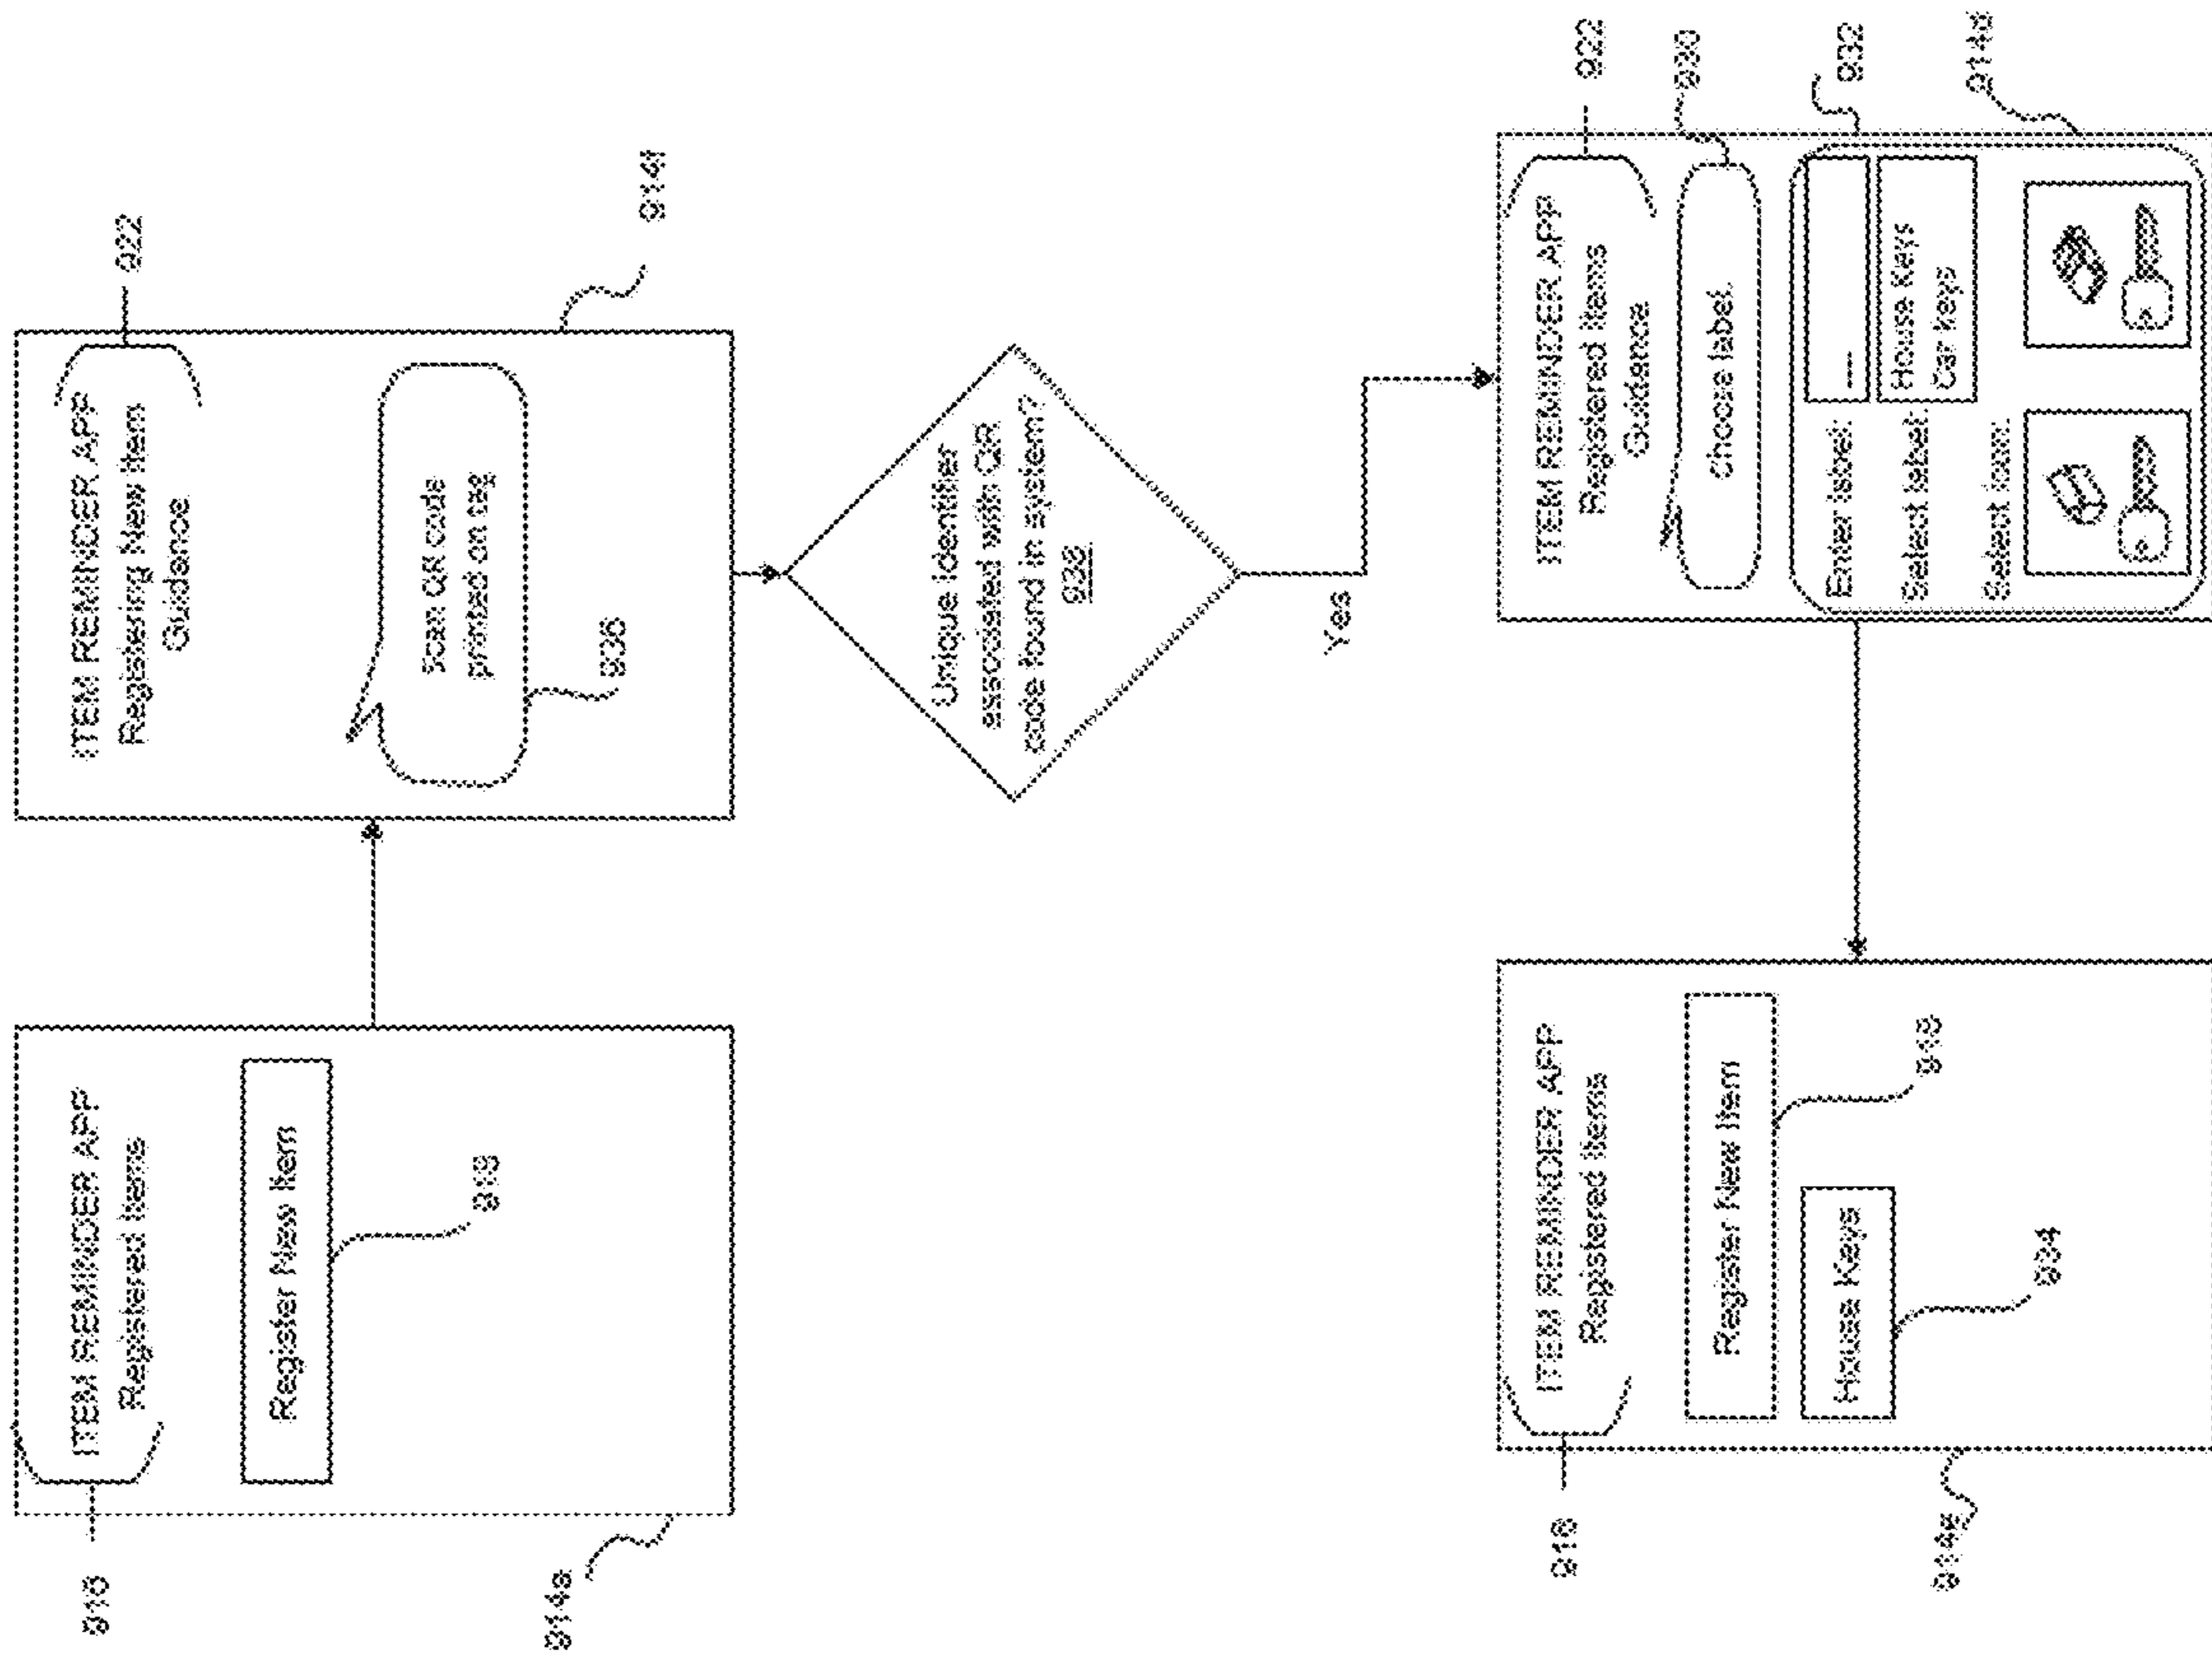 916
ITEM REMINDER APP
Registered Items
Register New Item
918
914a
ITEM REMINDER APP
Registering New Item
Guidance
922
Scan QR code
printed on tag
936
914f
Unique Identifier
associated with QR
code found in system?
938
Yes
ITEM REMINDER APP
Registered Items
Guidance
922
choose label.
930
Enter label:
Select label:
House Keys
Car Keys
Select icon:
932
914d
916
ITEM REMINDER APP
Registered Items
Register New Item
918
House Keys
934
914e